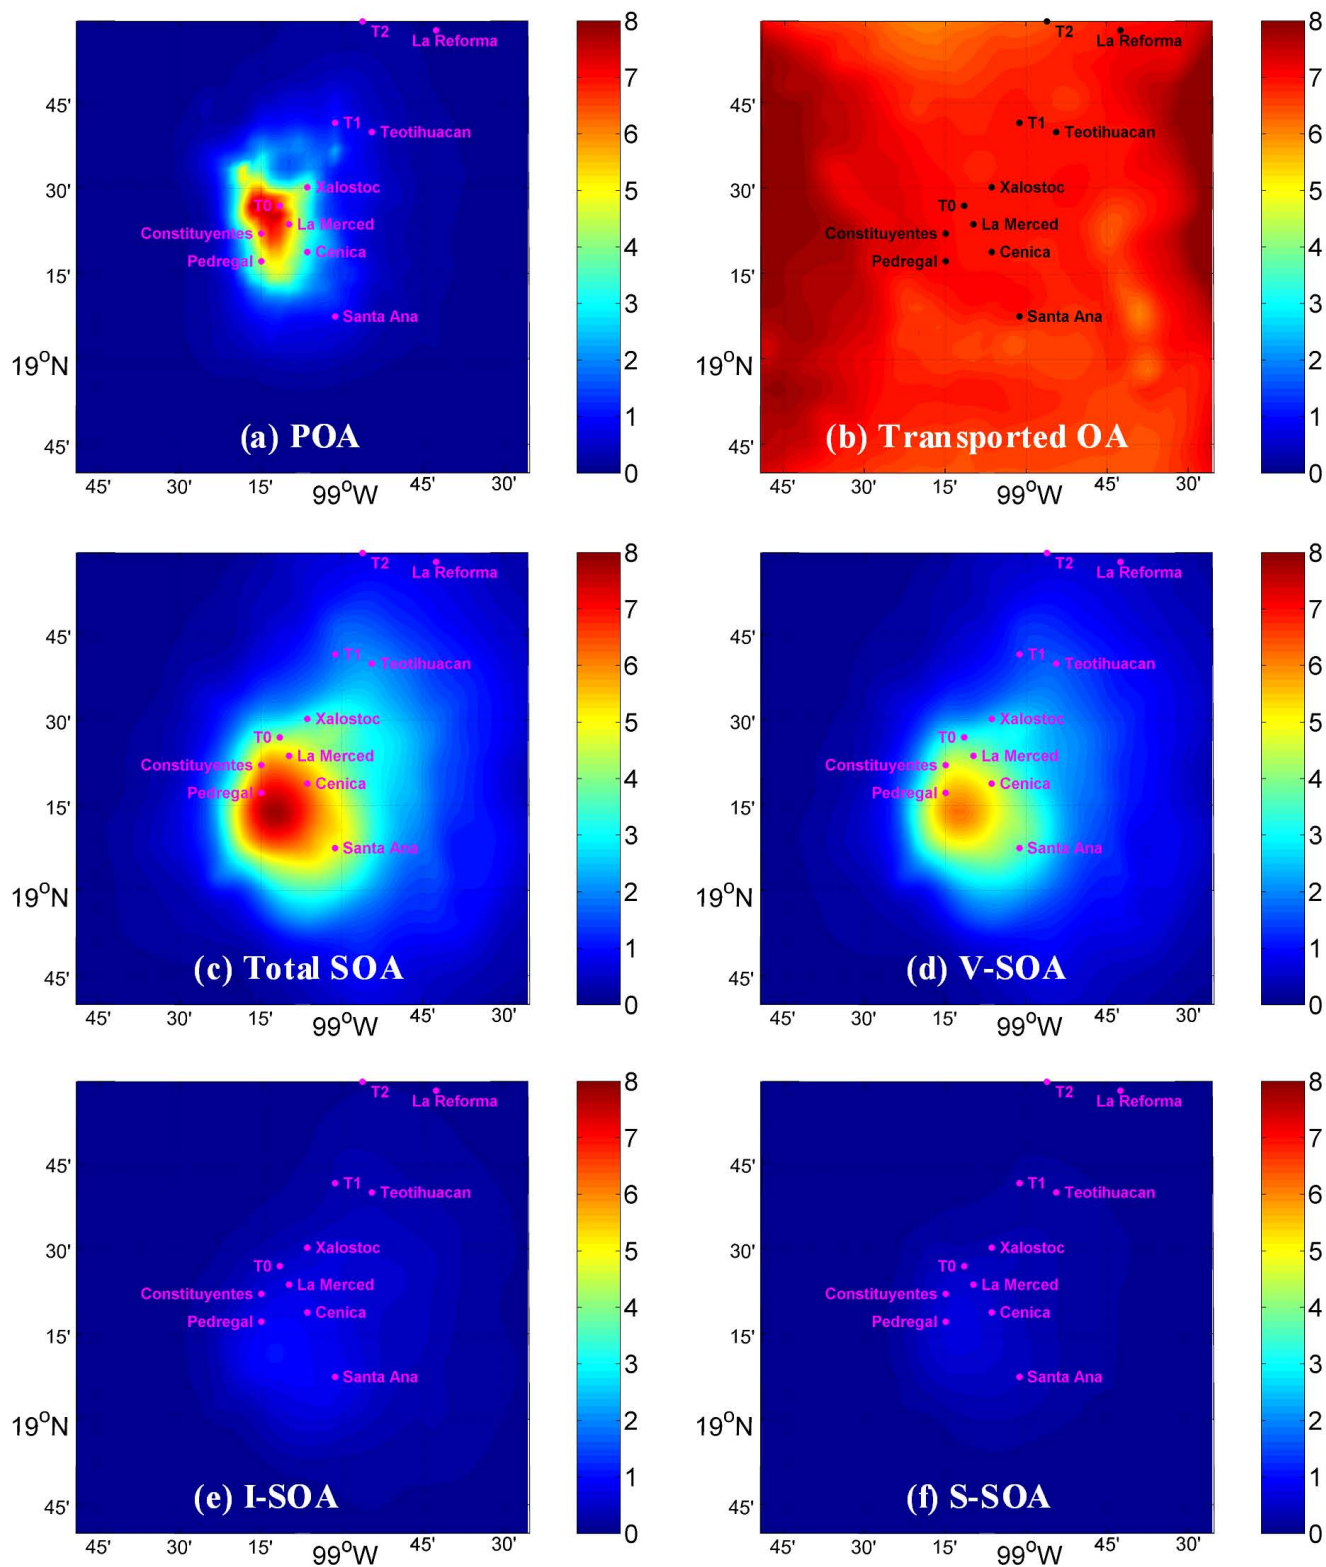 T2
La Reforma
45'
T1
Teotihuacan
30'
Xalostoc
T0
La Merced
Constituyentes
Cenica
Pedregal
15'
Santa Ana
19°N
(a) POA
45'
45' 30' 15' 99°W 45' 30'
8
7
6
5
4
3
2
1
0
T2
La Reforma
45'
T1
Teotihuacan
30'
Xalostoc
T0
La Merced
Constituyentes
Cenica
Pedregal
15'
Santa Ana
19°N
(b) Transported OA
45'
45' 30' 15' 99°W 45' 30'
8
7
6
5
4
3
2
1
0
T2
La Reforma
45'
T1
Teotihuacan
30'
Xalostoc
T0
La Merced
Constituyentes
Cenica
Pedregal
15'
Santa Ana
19°N
(c) Total SOA
45'
45' 30' 15' 99°W 45' 30'
8
7
6
5
4
3
2
1
0
T2
La Reforma
45'
T1
Teotihuacan
30'
Xalostoc
T0
La Merced
Constituyentes
Cenica
Pedregal
15'
Santa Ana
19°N
(d) V-SOA
45'
45' 30' 15' 99°W 45' 30'
8
7
6
5
4
3
2
1
0
T2
La Reforma
45'
T1
Teotihuacan
30'
Xalostoc
T0
La Merced
Constituyentes
Cenica
Pedregal
15'
Santa Ana
19°N
(e) I-SOA
45'
45' 30' 15' 99°W 45' 30'
8
7
6
5
4
3
2
1
0
T2
La Reforma
45'
T1
Teotihuacan
30'
Xalostoc
T0
La Merced
Constituyentes
Cenica
Pedregal
15'
Santa Ana
19°N
(f) S-SOA
45'
45' 30' 15' 99°W 45' 30'
8
7
6
5
4
3
2
1
0